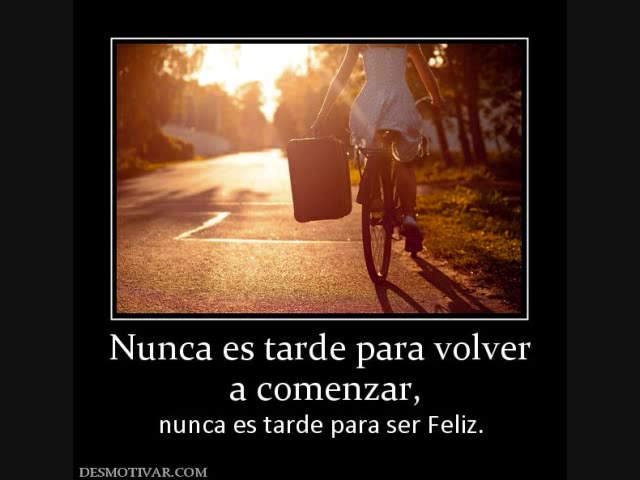 Nunca es tarde para volver
a comenzar,
nunca es tarde para ser Feliz.
DESMOTIVAR.COM